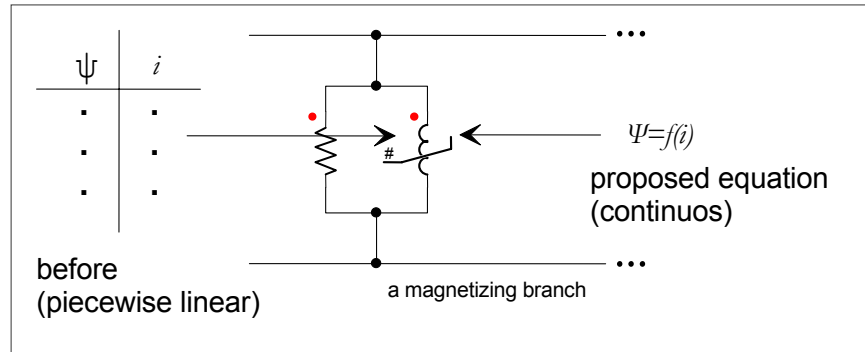 ψ i
#
Ψ=f(i)
proposed equation
(continuos)
before
(piecewise linear)
a magnetizing branch